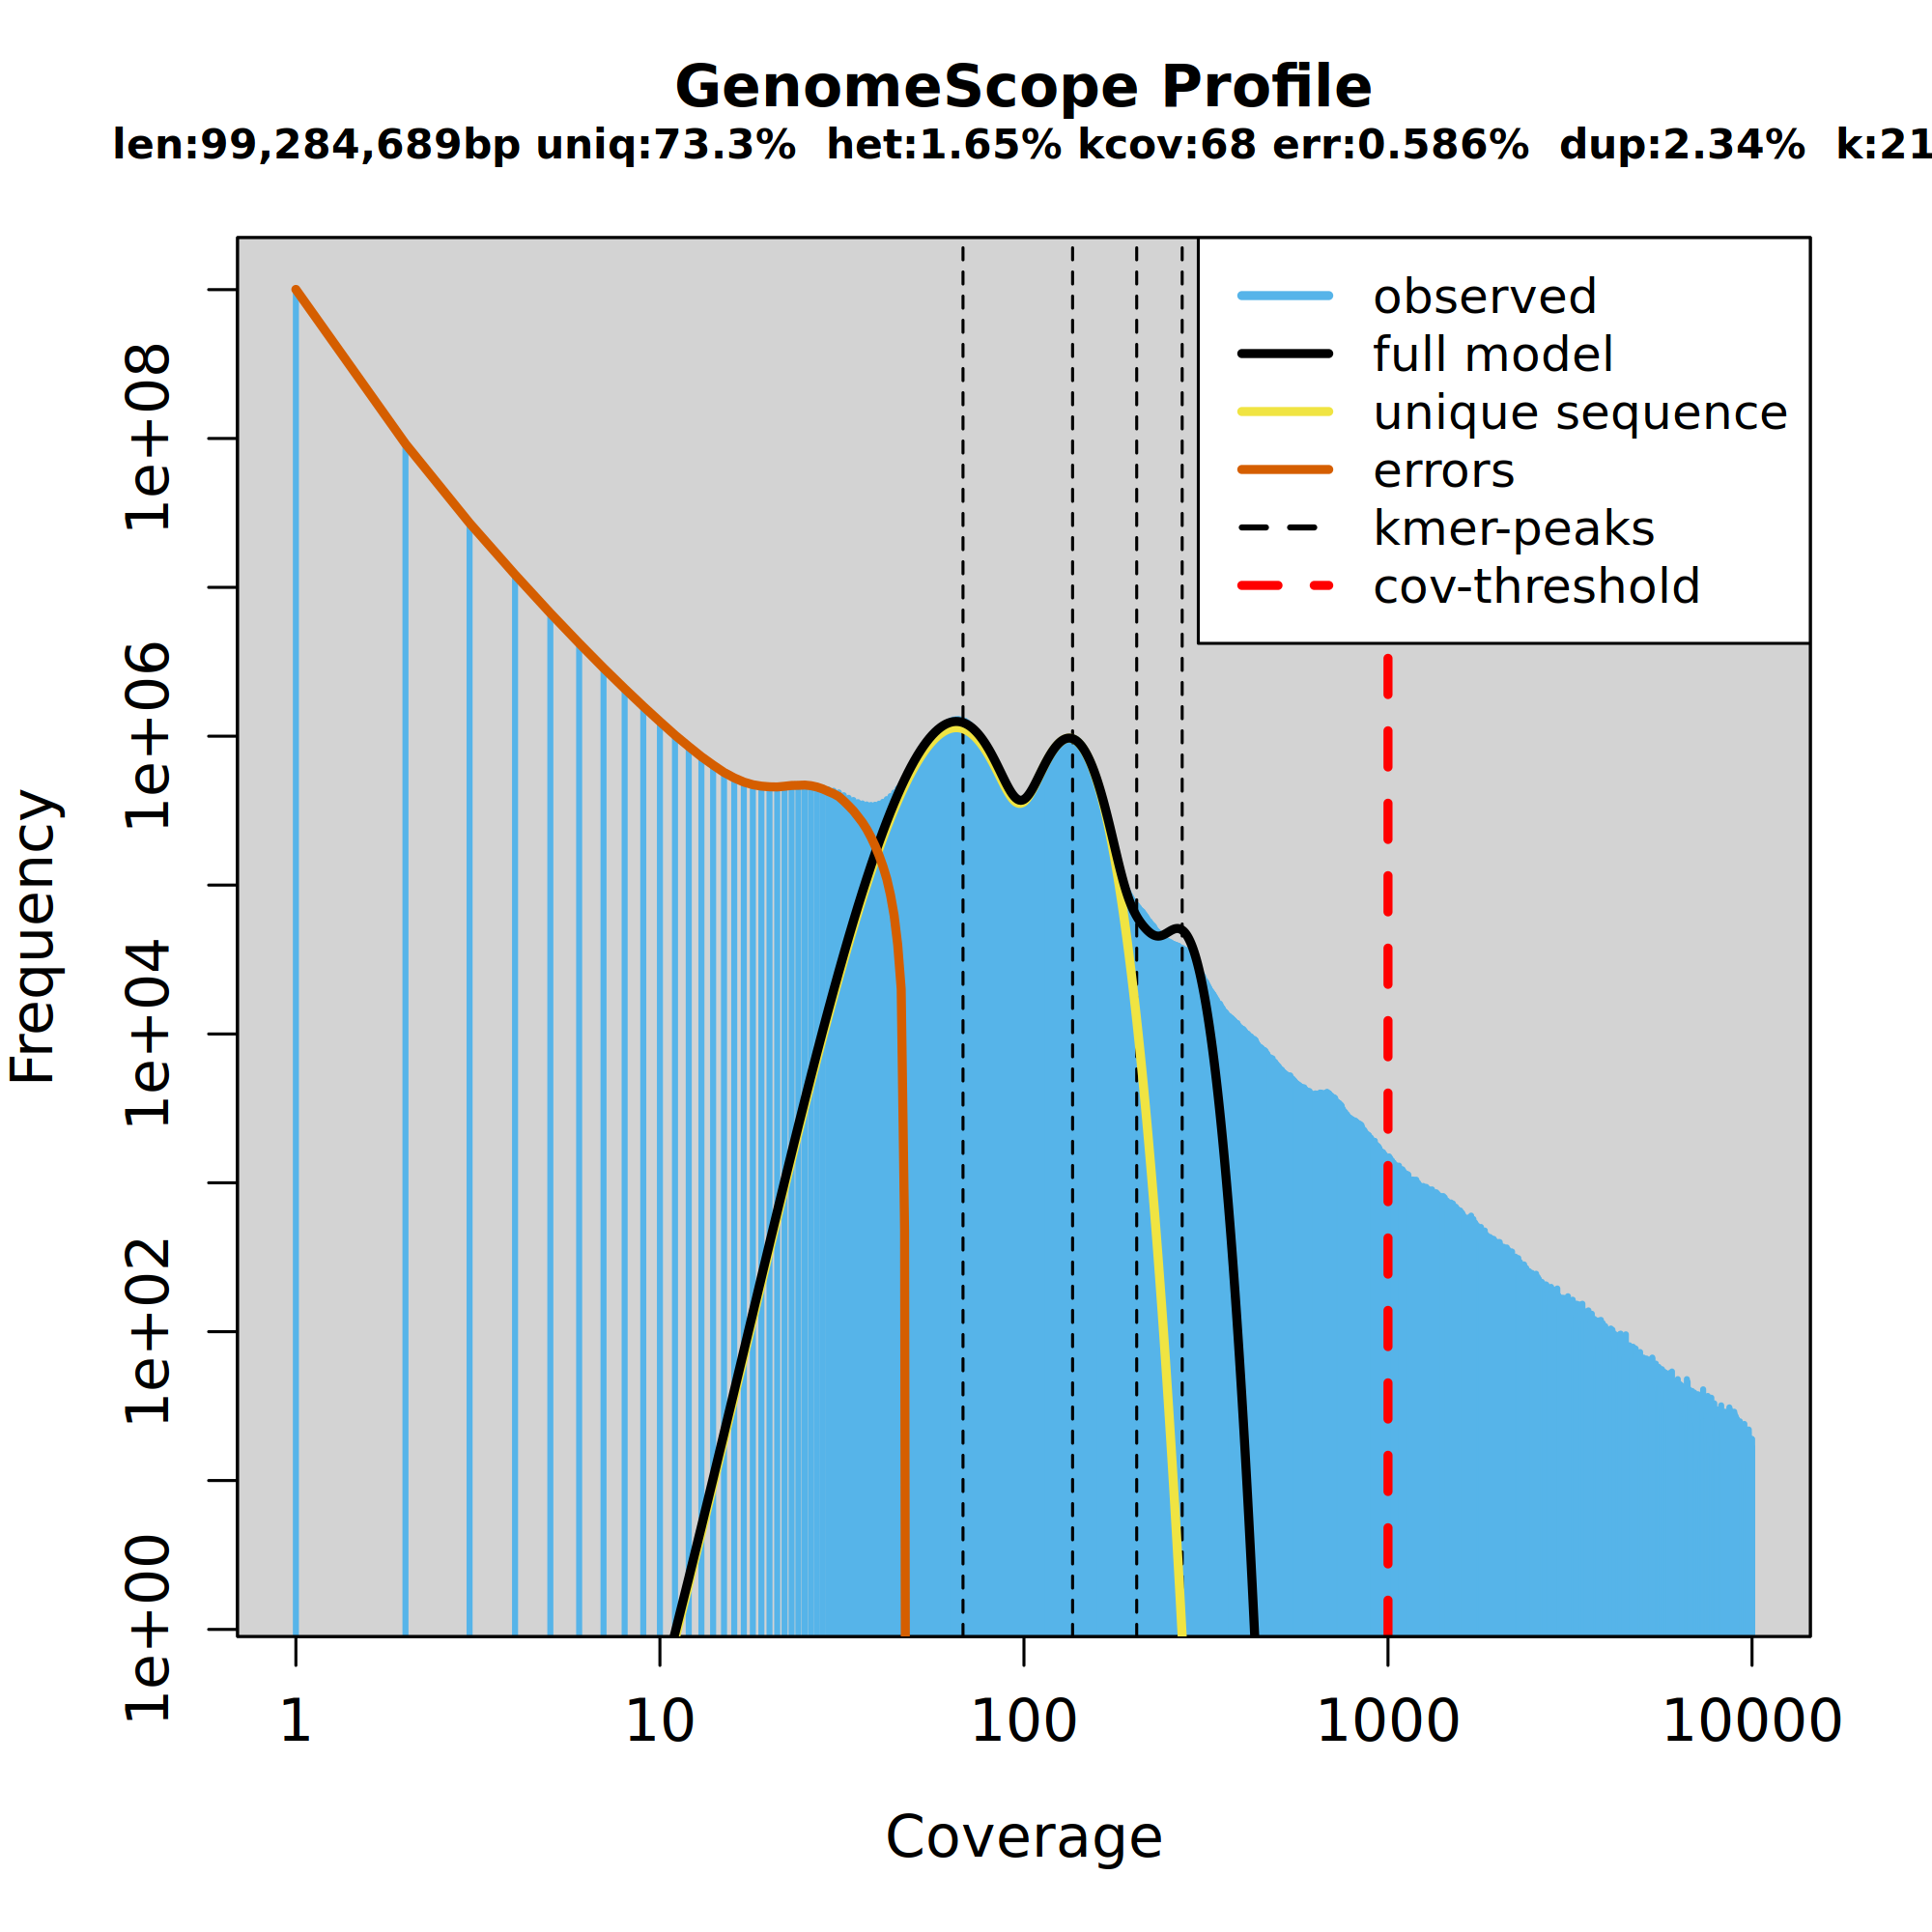 GenomeScope Profile
len:99,284,689bp uniq:73.3% het:1.65% kcov:68 err:0.586% dup:2.34% k:21
observed
full model
unique sequence
errors
kmer-peaks
cov-threshold
Frequency
1e+08
1e+06
1e+04
1e+02
1e+00
1 10 100 1000 10000
Coverage